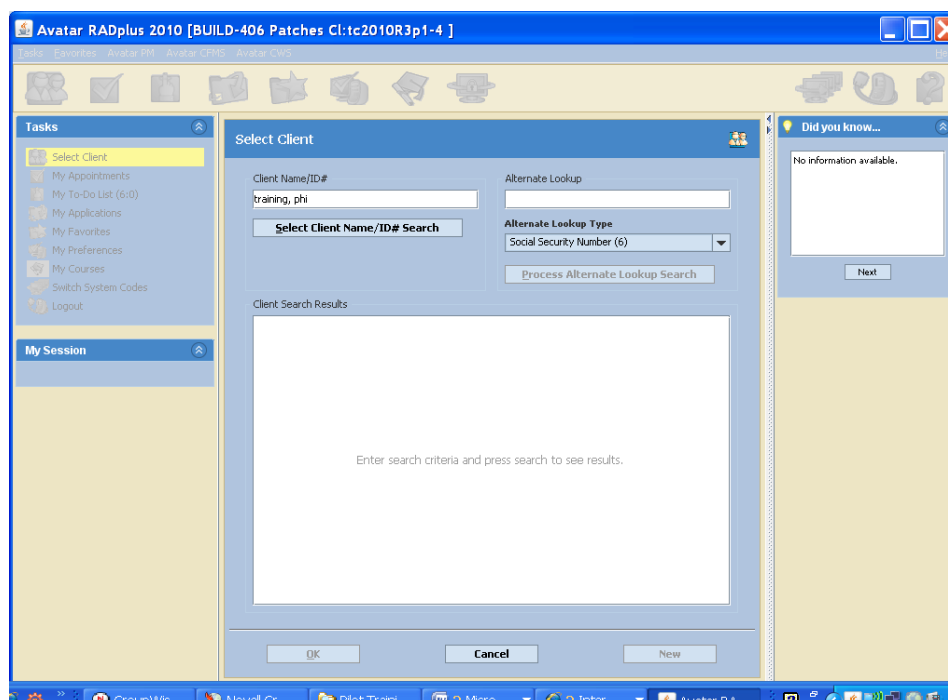 Avatar RADplus 2010 [BUILD-406 Patches Cl:tc2010R3p1-4 ]
Tasks Favorites Avatar PM Avatar CFMS Avatar CWS
Tasks
Select Client
My Appointments
My To-Do List (6:0)
My Applications
My Favorites
My Preferences
My Courses
Switch System Codes
Logout
My Session
Select Client
Client Name/ID#
training, phi
Select Client Name/ID# Search
Alternate Lookup
Alternate Lookup Type
Social Security Number (6)
Process Alternate Lookup Search
Client Search Results
Enter search criteria and press search to see results.
OK Cancel New
Did you know...
No information available.
Next
Pilot Traini...